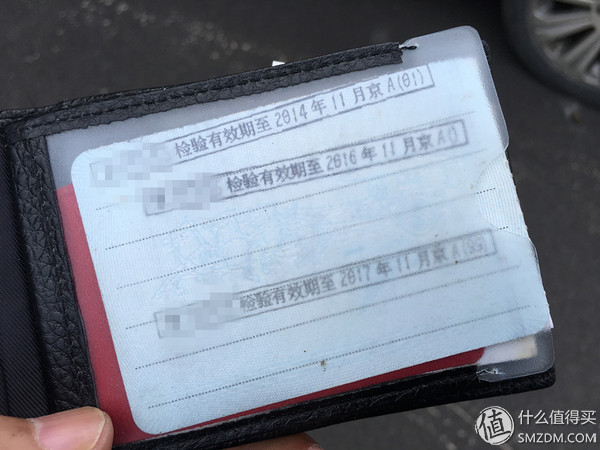 检验有效期至2014年11月京A(01)
检验有效期至2016年11月京A()
检验有效期至2017年11月京A(99)
值 什么值得买
SMZDM.COM